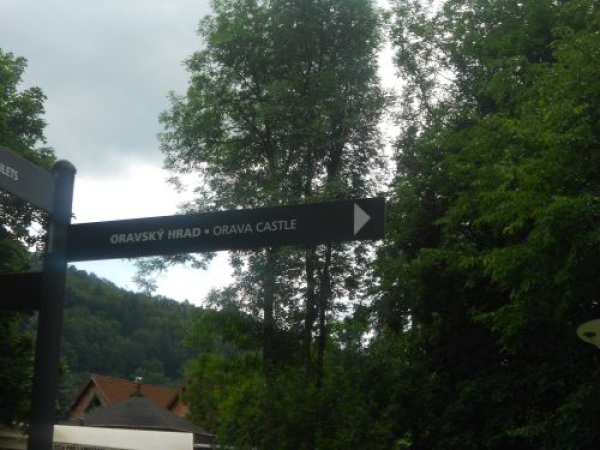 ORAVSKÝ HRAD • ORAVA CASTLE